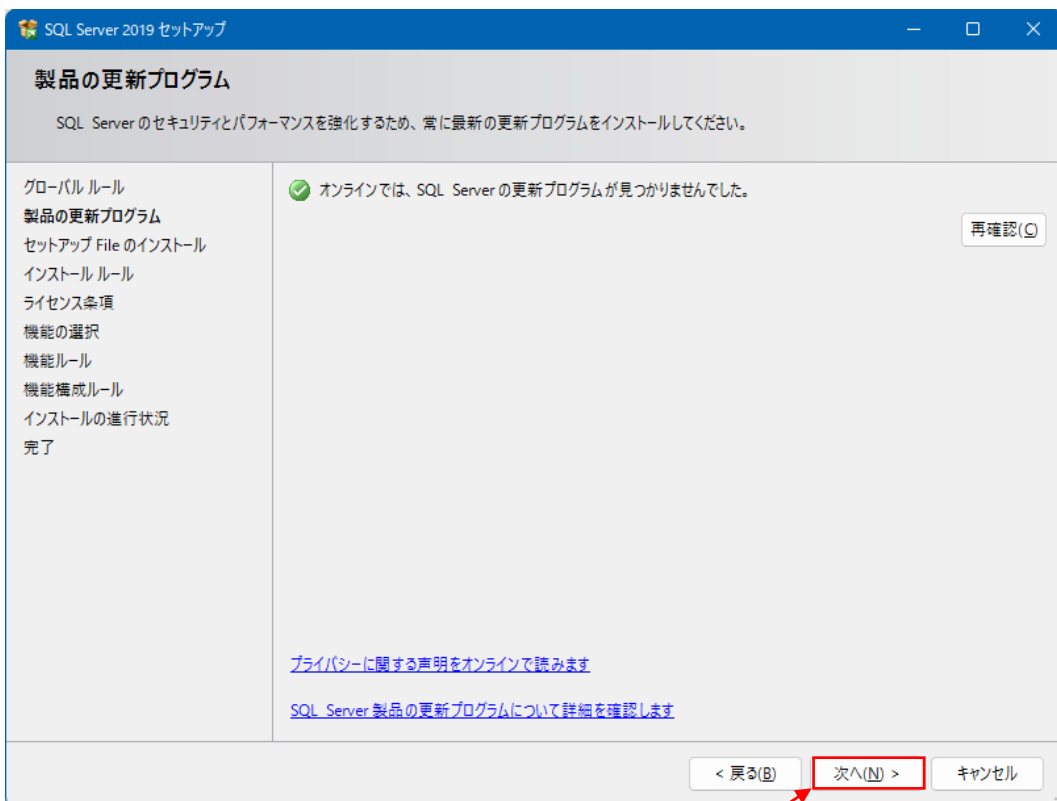 SQL Server 2019 セットアップ
製品の更新プログラム
SQL Server のセキュリティとパフォーマンスを強化するため、常に最新の更新プログラムをインストールしてください。
グローバル ルール
製品の更新プログラム
セットアップ File のインストール
インストール ルール
ライセンス条項
機能の選択
機能ルール
機能構成ルール
インストールの進行状況
完了
オンラインでは、SQL Server の更新プログラムが見つかりませんでした。
再確認(C)
プライバシーに関する声明をオンラインで読みます
SQL Server 製品の更新プログラムについて詳細を確認します
< 戻る(B)
次へ(N) >
キャンセル